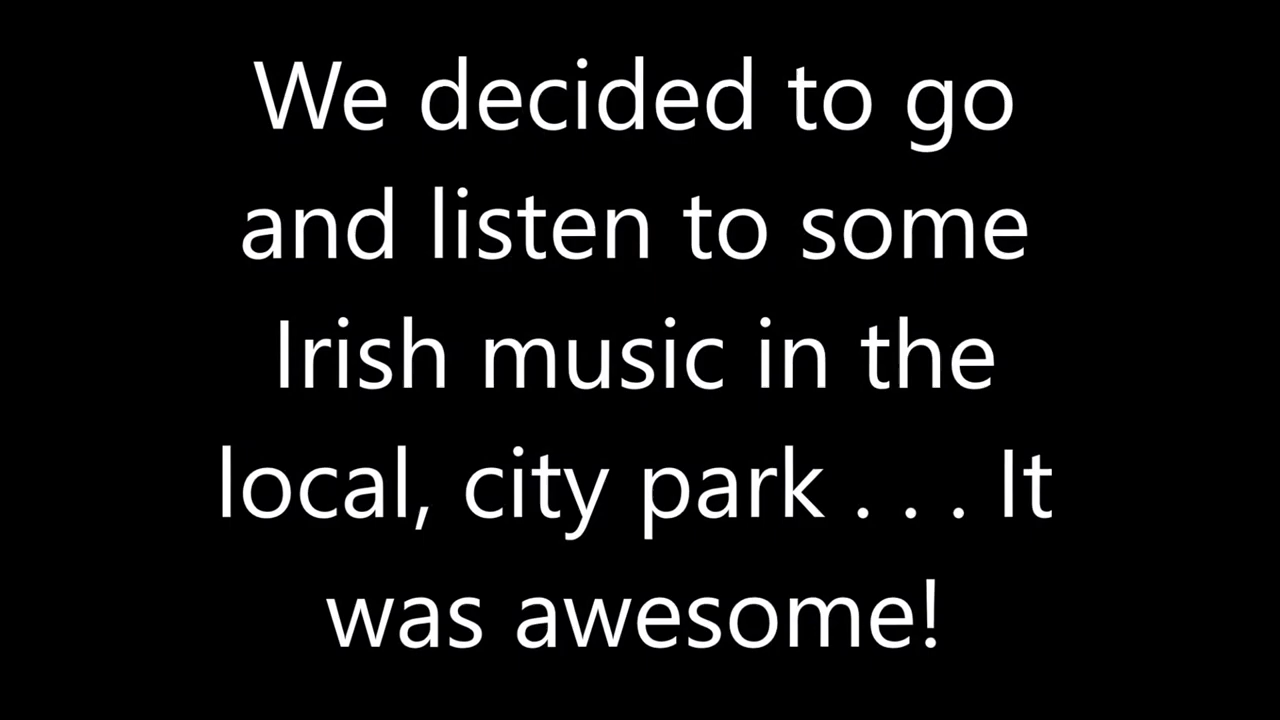 We decided to go
and listen to some
Irish music in the
local, city park . . . It
was awesome!